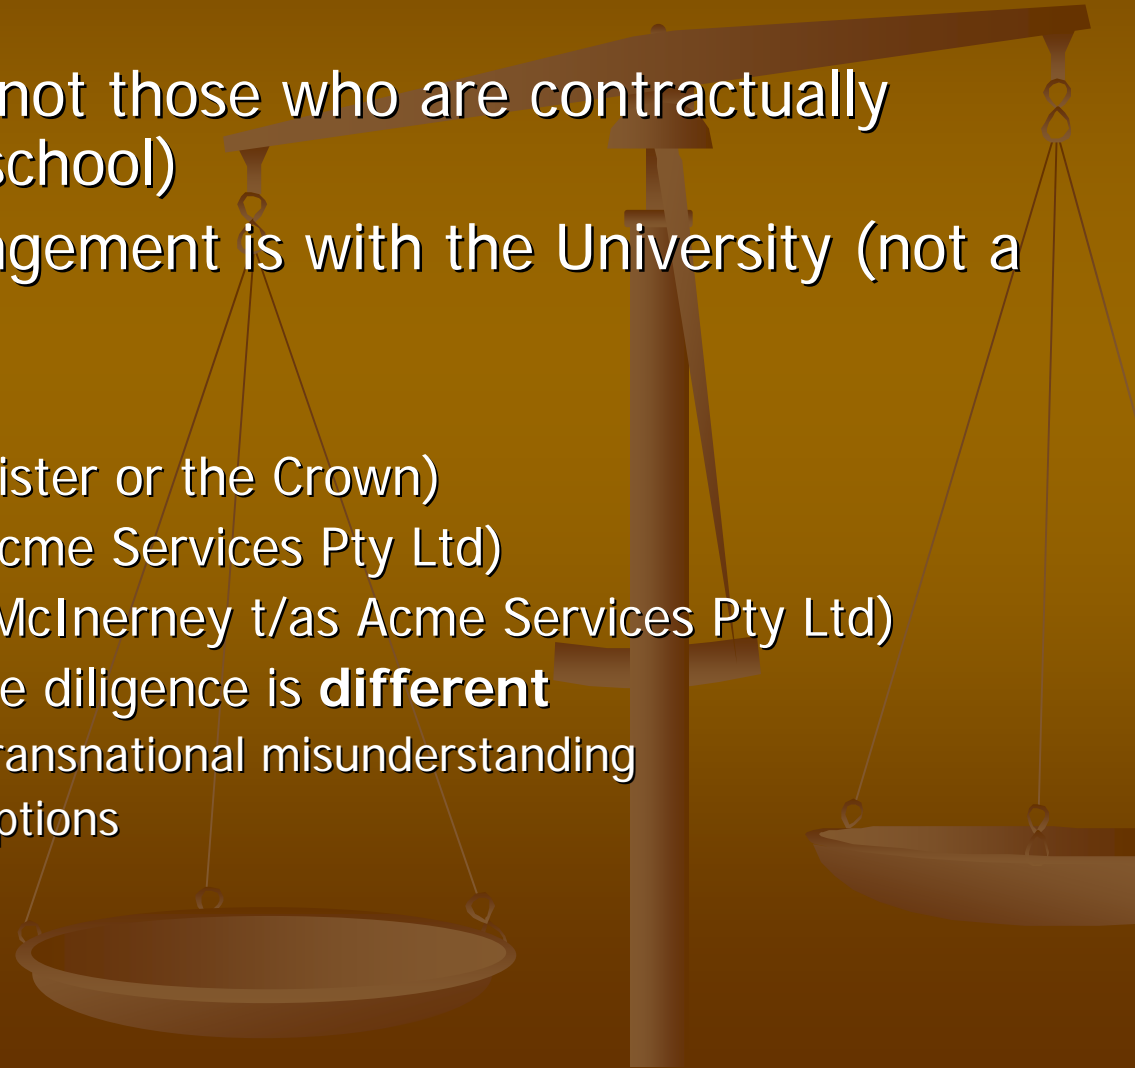 not those who are contractually
school)
ngement is with the University (not a
ister or the Crown)
cme Services Pty Ltd)
McInerney t/as Acme Services Pty Ltd)
e diligence is different
ransnational misunderstanding
ptions